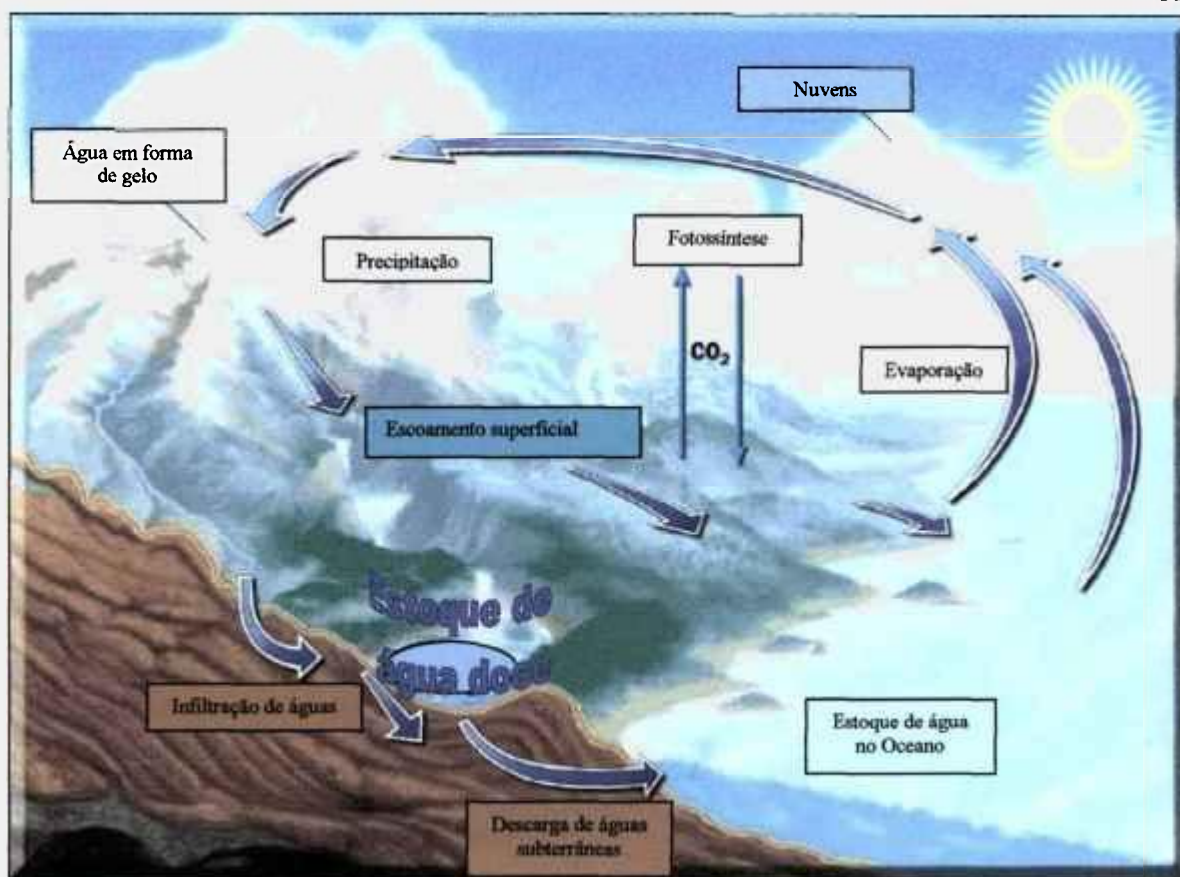 Nuvens
Água em forma
de gelo
Fotossíntese
Precipitação
CO₂
Evaporação
Escoamento superficial
Estoque de
água doce
Infiltração de águas
Estoque de água
no Oceano
Descarga de águas
subterrâneas